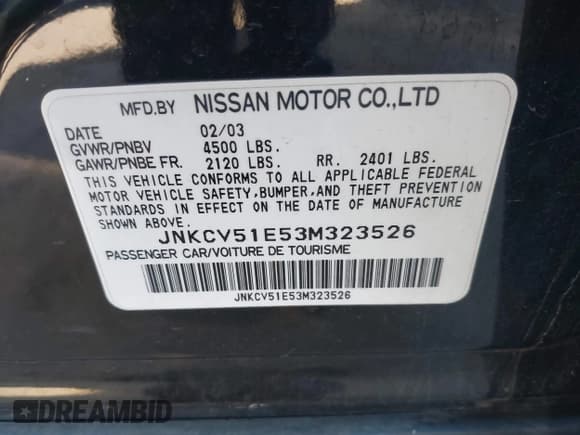 MFD.BY NISSAN MOTOR CO.,LTD
DATE 02/03
GVWR/PNBV 4500 LBS.
GAWR/PNBE FR. 2120 LBS. RR. 2401 LBS.
THIS VEHICLE CONFORMS TO ALL APPLICABLE FEDERAL
MOTOR VEHICLE SAFETY,BUMPER,AND THEFT PREVENTION
STANDARDS IN EFFECT ON THE DATE OF MANUFACTURE
SHOWN ABOVE.
JNKCV51E53M323526
PASSENGER CAR/VOITURE DE TOURISME
JNKCV51E53M323526
DREAMBID